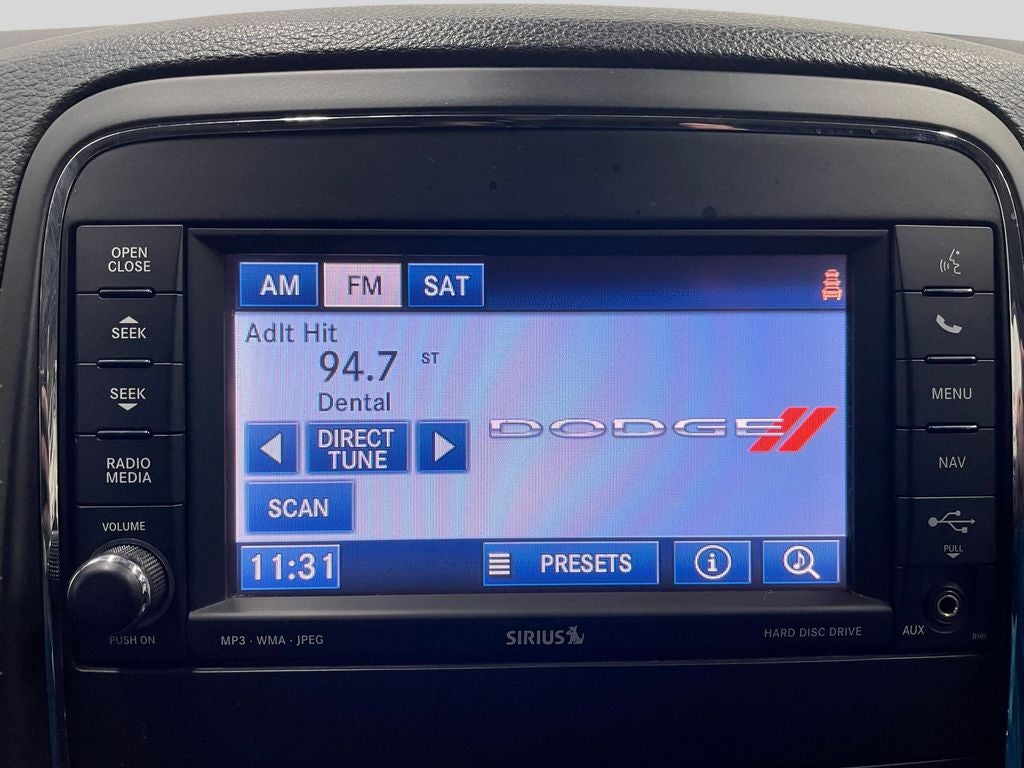 OPEN
CLOSE
SEEK
SEEK
RADIO
MEDIA
VOLUME
PUSH ON
AM FM SAT
Adlt Hit
94.7 ST
Dental
DIRECT
TUNE
SCAN
DODGE
11:31 PRESETS
MP3 · WMA · JPEG
SIRIUS
HARD DISC DRIVE
MENU
NAV
PULL
AUX
RHR